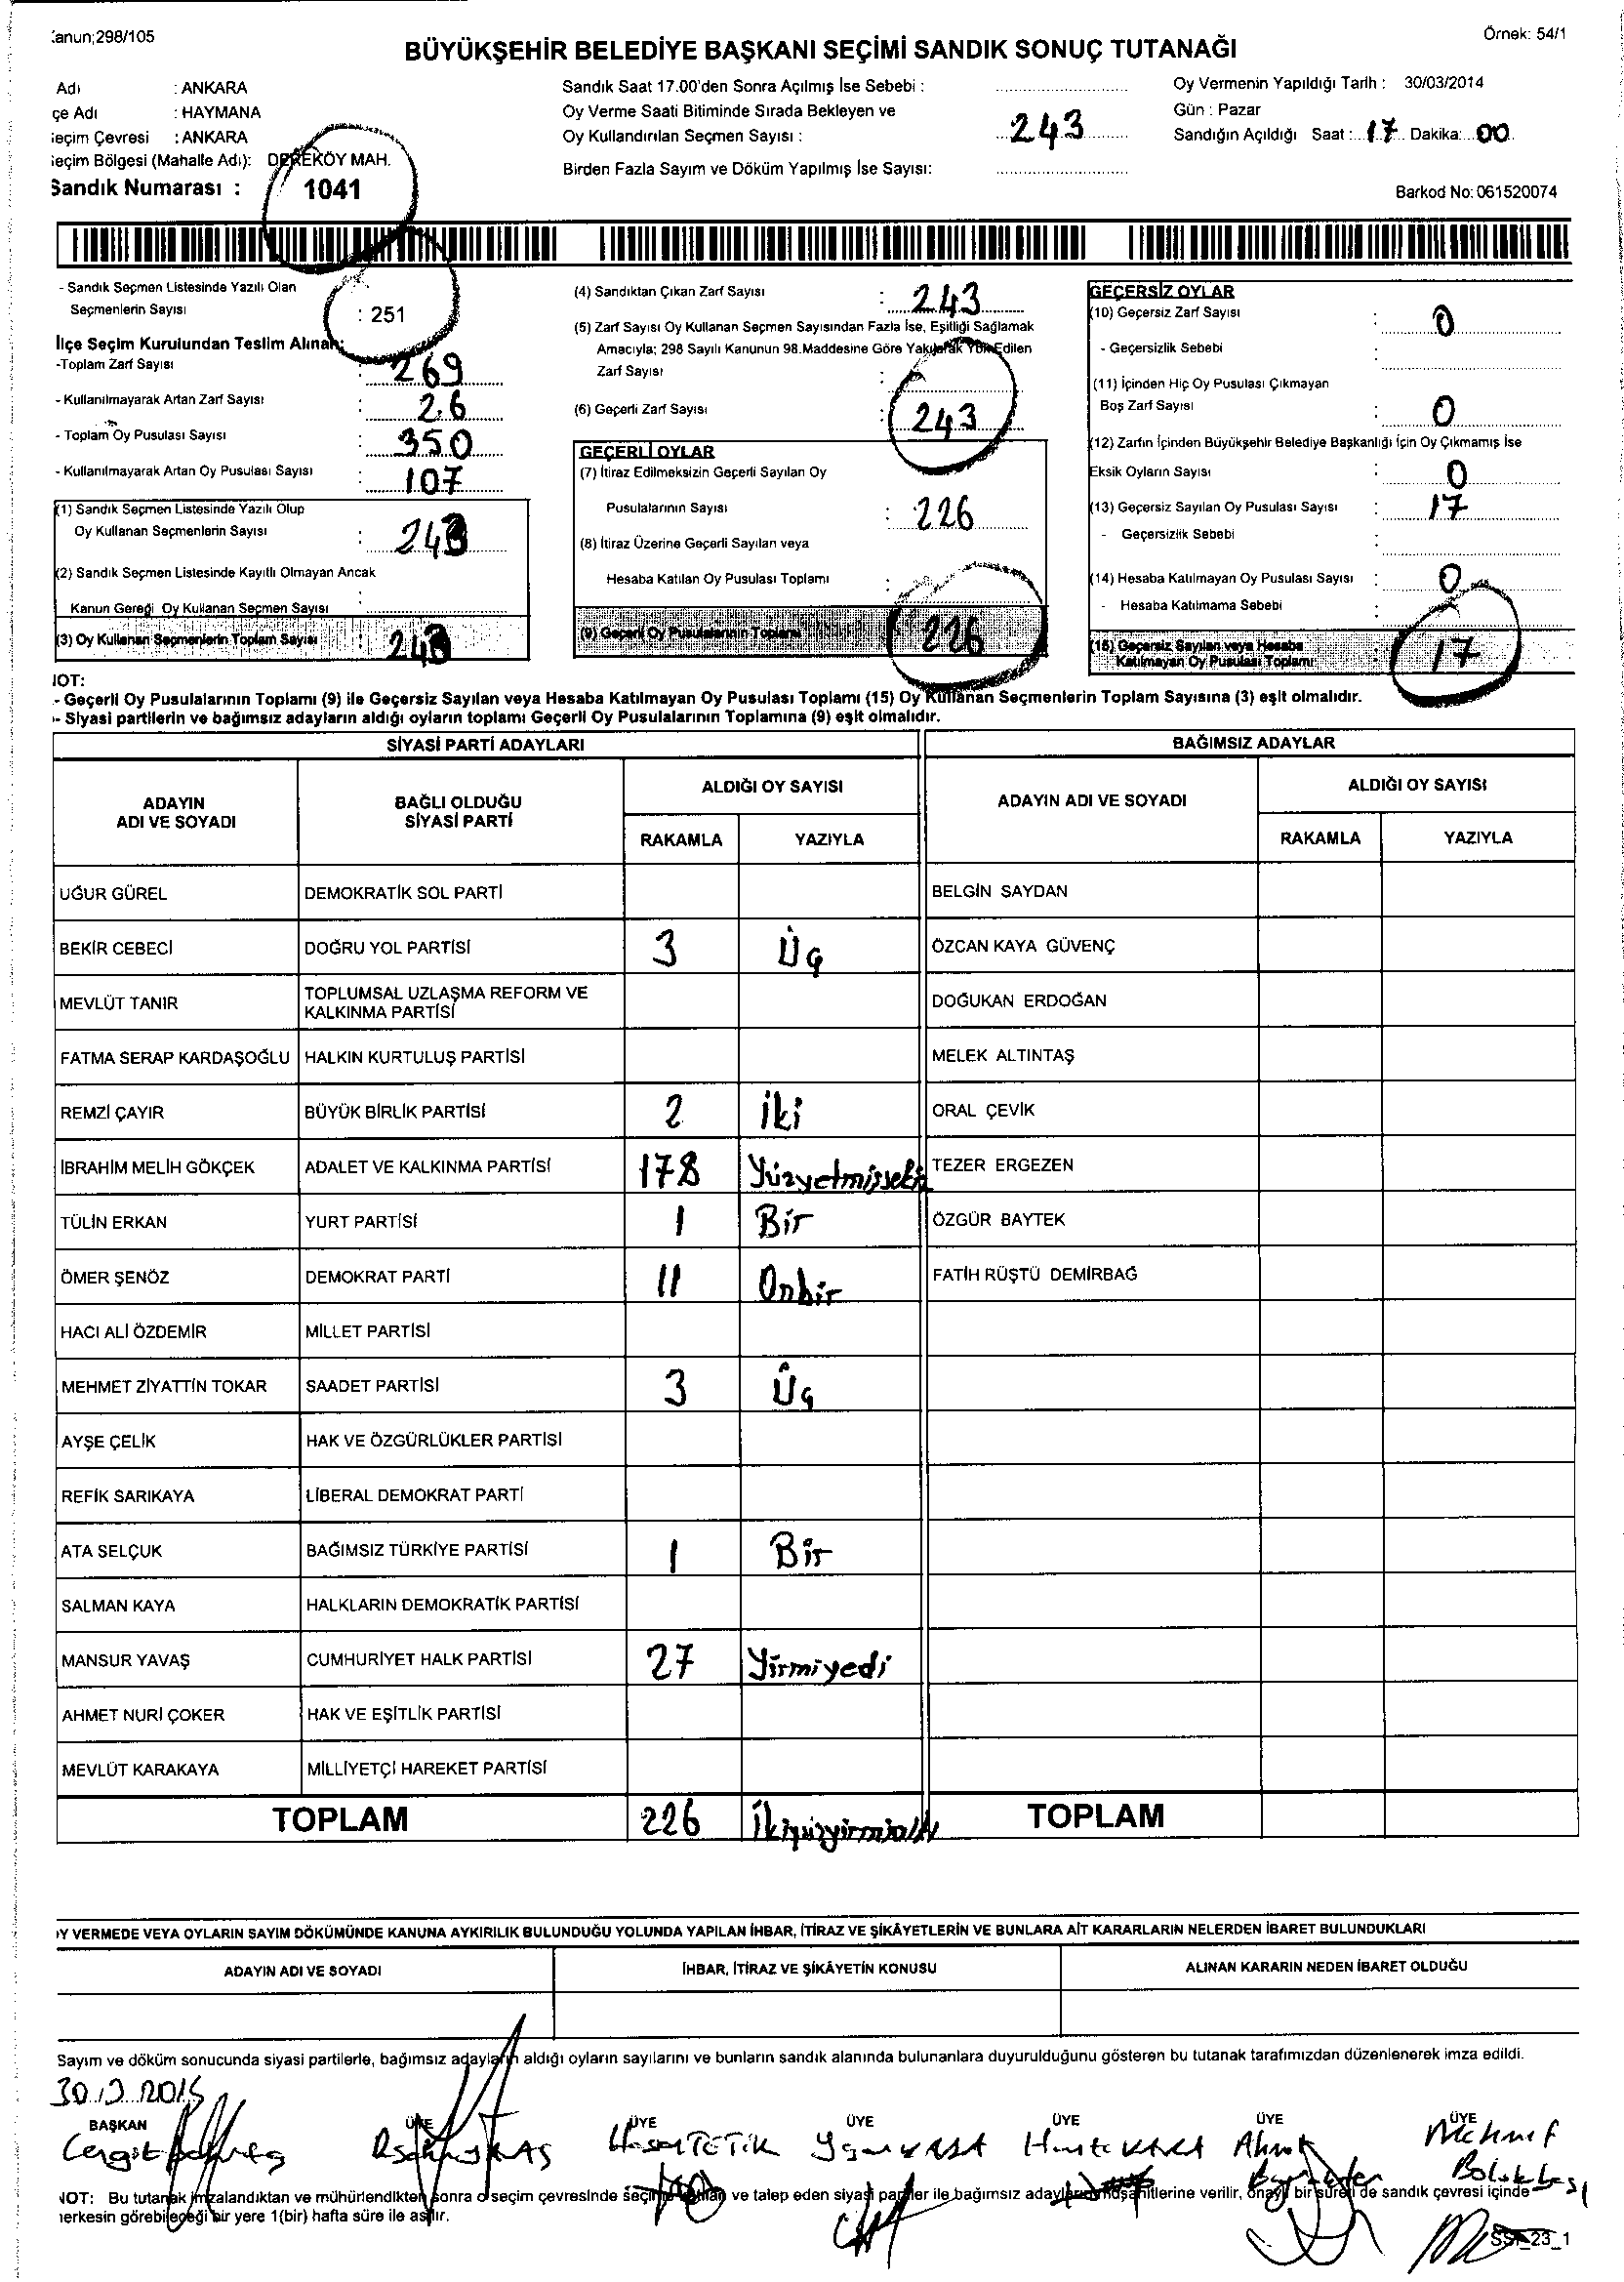 anun;298/105
Örnek: 54/1
BÜYÜKŞEHİR BELEDİYE BAŞKANI SEÇİMİ SANDIK SONUÇ TUTANAĞI
Adı : ANKARA
çe Adı : HAYMANA
eçim Çevresi : ANKARA
eçim Bölgesi (Mahalle Adı): DEREKÖY MAH.
Sandık Numarası : 1041
Sandık Saat 17.00'den Sonra Açılmış İse Sebebi :
Oy Verme Saati Bitiminde Sırada Bekleyen ve
Oy Kullandırılan Seçmen Sayısı : 243
Birden Fazla Sayım ve Döküm Yapılmış İse Sayısı:
Oy Vermenin Yapıldığı Tarih : 30/03/2014
Gün : Pazar
Sandığın Açıldığı Saat : 17 Dakika: 00
Barkod No: 061520074
- Sandık Seçmen Listesinde Yazılı Olan
Seçmenlerin Sayısı : 251
İlçe Seçim Kurulundan Teslim Alınan:
-Toplam Zarf Sayısı : 269
- Kullanılmayarak Artan Zarf Sayısı : 26
- Toplam Oy Pusulası Sayısı : 350
- Kullanılmayarak Artan Oy Pusulası Sayısı : 107
(1) Sandık Seçmen Listesinde Yazılı Olup
Oy Kullanan Seçmenlerin Sayısı : 243
(2) Sandık Seçmen Listesinde Kayıtlı Olmayan Ancak
Kanun Gereği Oy Kullanan Seçmen Sayısı :
(3) Oy Kullanan Seçmenlerin Toplam Sayısı : 243
(4) Sandıktan Çıkan Zarf Sayısı : 243
(5) Zarf Sayısı Oy Kullanan Seçmen Sayısından Fazla İse, Eşitliği Sağlamak
Amacıyla; 298 Sayılı Kanunun 98.Maddesine Göre Yakılarak Yok Edilen
Zarf Sayısı :
(6) Geçerli Zarf Sayısı : 243
GEÇERLİ OYLAR
(7) İtiraz Edilmeksizin Geçerli Sayılan Oy
Pusulalarının Sayısı : 226
(8) İtiraz Üzerine Geçerli Sayılan veya
Hesaba Katılan Oy Pusulası Toplamı :
(9) Geçerli Oy Pusulalarının Toplamı 226
GEÇERSİZ OYLAR
(10) Geçersiz Zarf Sayısı : 0
- Geçersizlik Sebebi :
(11) İçinden Hiç Oy Pusulası Çıkmayan
Boş Zarf Sayısı : 0
(12) Zarfın İçinden Büyükşehir Belediye Başkanlığı İçin Oy Çıkmamış İse
Eksik Oyların Sayısı : 0
(13) Geçersiz Sayılan Oy Pusulası Sayısı : 17
- Geçersizlik Sebebi :
(14) Hesaba Katılmayan Oy Pusulası Sayısı : 0
- Hesaba Katılmama Sebebi :
(15) Geçersiz Sayılan veya Hesaba
Katılmayan Oy Pusulası Toplamı : 17
NOT:
- Geçerli Oy Pusulalarının Toplamı (9) ile Geçersiz Sayılan veya Hesaba Katılmayan Oy Pusulası Toplamı (15) Oy Kullanan Seçmenlerin Toplam Sayısına (3) eşit olmalıdır.
- Siyasi partilerin ve bağımsız adayların aldığı oyların toplamı Geçerli Oy Pusulalarının Toplamına (9) eşit olmalıdır.
SİYASİ PARTİ ADAYLARI BAĞIMSIZ ADAYLAR
ADAYIN ADI VE SOYADI BAĞLI OLDUĞU SİYASİ PARTİ ALDIĞI OY SAYISI ADAYIN ADI VE SOYADI ALDIĞI OY SAYISI
RAKAMLA YAZIYLA RAKAMLA YAZIYLA
UĞUR GÜREL DEMOKRATİK SOL PARTİ BELGİN SAYDAN
BEKİR CEBECİ DOĞRU YOL PARTİSİ 3 Üç ÖZCAN KAYA GÜVENÇ
MEVLÜT TANIR TOPLUMSAL UZLAŞMA REFORM VE KALKINMA PARTİSİ DOĞUKAN ERDOĞAN
FATMA SERAP KARDAŞOĞLU HALKIN KURTULUŞ PARTİSİ MELEK ALTINTAŞ
REMZİ ÇAYIR BÜYÜK BİRLİK PARTİSİ 2 İki ORAL ÇEVİK
İBRAHİM MELİH GÖKÇEK ADALET VE KALKINMA PARTİSİ 178 Yüzyetmişsekiz TEZER ERGEZEN
TÜLİN ERKAN YURT PARTİSİ 1 Bir ÖZGÜR BAYTEK
ÖMER ŞENÖZ DEMOKRAT PARTİ 11 Onbir FATİH RÜŞTÜ DEMİRBAĞ
HACI ALİ ÖZDEMİR MİLLET PARTİSİ
MEHMET ZİYATTİN TOKAR SAADET PARTİSİ 3 Üç
AYŞE ÇELİK HAK VE ÖZGÜRLÜKLER PARTİSİ
REFİK SARIKAYA LİBERAL DEMOKRAT PARTİ
ATA SELÇUK BAĞIMSIZ TÜRKİYE PARTİSİ 1 Bir
SALMAN KAYA HALKLARIN DEMOKRATİK PARTİSİ
MANSUR YAVAŞ CUMHURİYET HALK PARTİSİ 27 Yirmiyedi
AHMET NURİ ÇOKER HAK VE EŞİTLİK PARTİSİ
MEVLÜT KARAKAYA MİLLİYETÇİ HAREKET PARTİSİ
TOPLAM 226 İkiyüzyirmialtı TOPLAM
OY VERMEDE VEYA OYLARIN SAYIM DÖKÜMÜNDE KANUNA AYKIRILIK BULUNDUĞU YOLUNDA YAPILAN İHBAR, İTİRAZ VE ŞİKÂYETLERİN VE BUNLARA AİT KARARLARIN NELERDEN İBARET BULUNDUKLARI
ADAYIN ADI VE SOYADI İHBAR, İTİRAZ VE ŞİKÂYETİN KONUSU ALINAN KARARIN NEDEN İBARET OLDUĞU
Sayım ve döküm sonucunda siyasi partilerle, bağımsız adayların aldığı oyların sayılarını ve bunların sandık alanında bulunanlara duyurulduğunu gösteren bu tutanak tarafımızdan düzenlenerek imza edildi.
BAŞKAN ÜYE ÜYE ÜYE ÜYE ÜYE ÜYE
Hasan TETİK Ahmet Mehmet
NOT: Bu tutanak imzalandıktan ve mühürlendikten sonra o seçim çevresinde seçime katılan ve talep eden siyasi partiler ile bağımsız adayların müşahitlerine verilir, onaylı bir sureti de sandık çevresi içinde
herkesin görebileceği bir yere 1(bir) hafta süre ile asılır.
SST_23_1